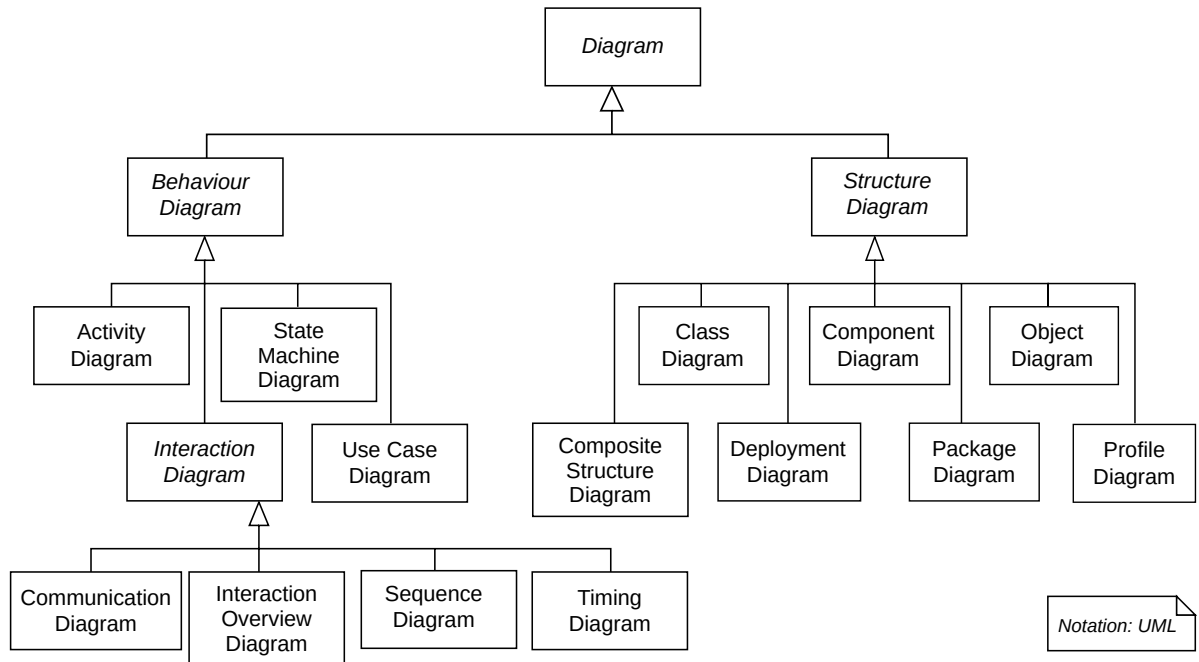 Diagram
Behaviour
Diagram
Structure
Diagram
Activity
Diagram
State
Machine
Diagram
Class
Diagram
Component
Diagram
Object
Diagram
Interaction
Diagram
Use Case
Diagram
Composite
Structure
Diagram
Deployment
Diagram
Package
Diagram
Profile
Diagram
Communication
Diagram
Interaction
Overview
Diagram
Sequence
Diagram
Timing
Diagram
Notation: UML